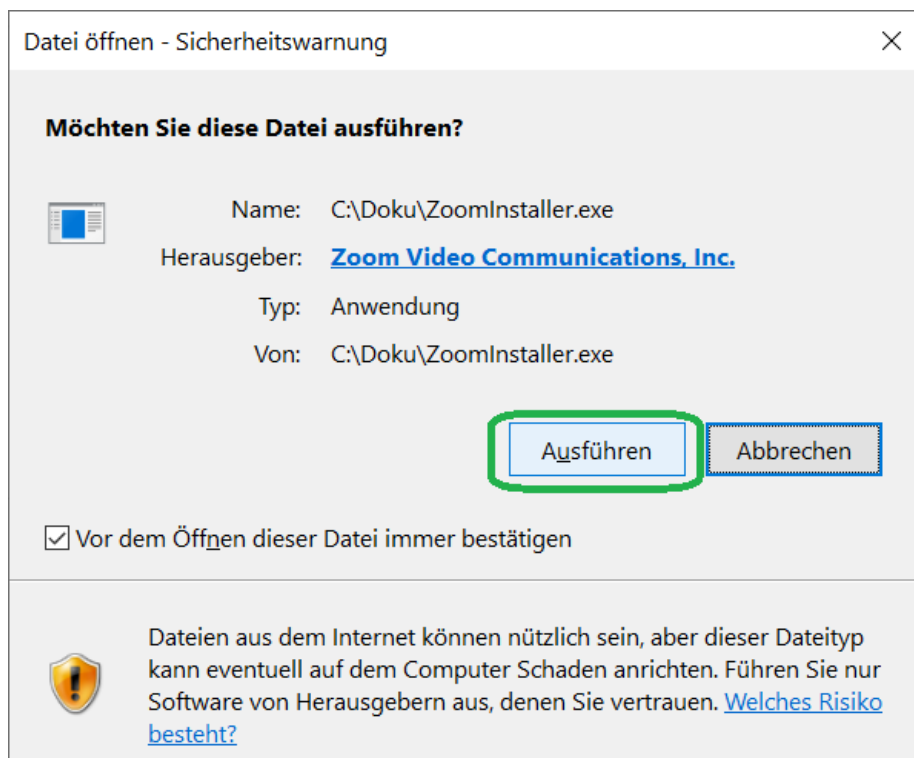 Datei öffnen - Sicherheitswarnung
Möchten Sie diese Datei ausführen?
Name: C:\Doku\ZoomInstaller.exe
Herausgeber: Zoom Video Communications, Inc.
Typ: Anwendung
Von: C:\Doku\ZoomInstaller.exe
Ausführen Abbrechen
Vor dem Öffnen dieser Datei immer bestätigen
Dateien aus dem Internet können nützlich sein, aber dieser Dateityp
kann eventuell auf dem Computer Schaden anrichten. Führen Sie nur
Software von Herausgebern aus, denen Sie vertrauen. Welches Risiko
besteht?